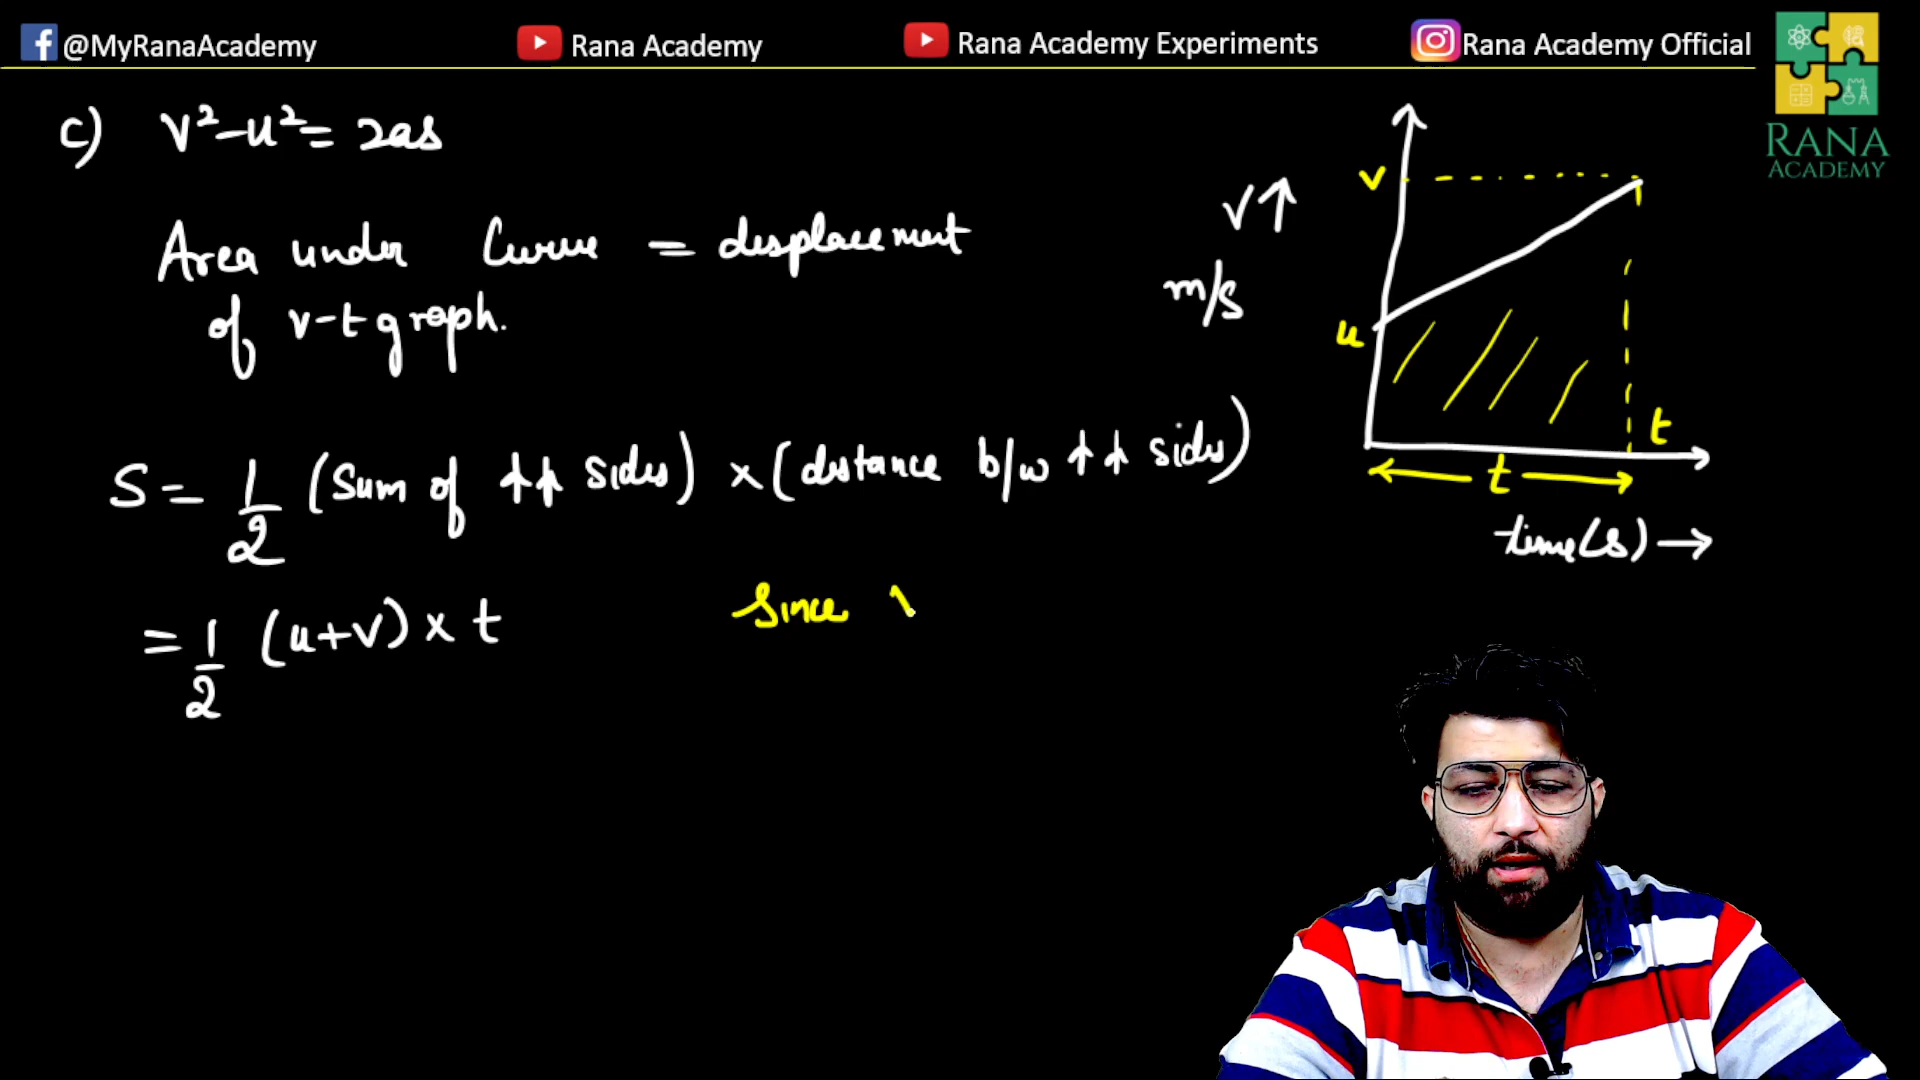 @MyRanaAcademy
Rana Academy
Rana Academy Experiments
Rana Academy Official
RANA
ACADEMY
c) v²-u²= 2as
Area under Curve = displacement
of v-t graph.
S = 1/2 (Sum of ↑↑ sides) × (distance b/w ↑↑ sides)
= 1/2 (u+v) × t
Since v
v
v↑
m/s
u
t
t
time(s) →